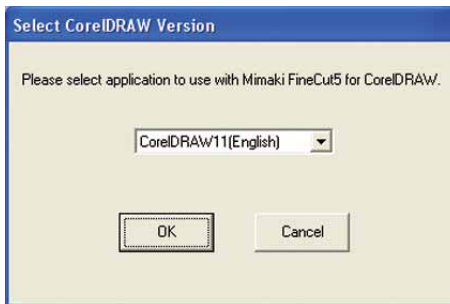 Select CorelDRAW Version
Please select application to use with Mimaki FineCut5 for CorelDRAW.
CorelDRAW11(English)
OK
Cancel